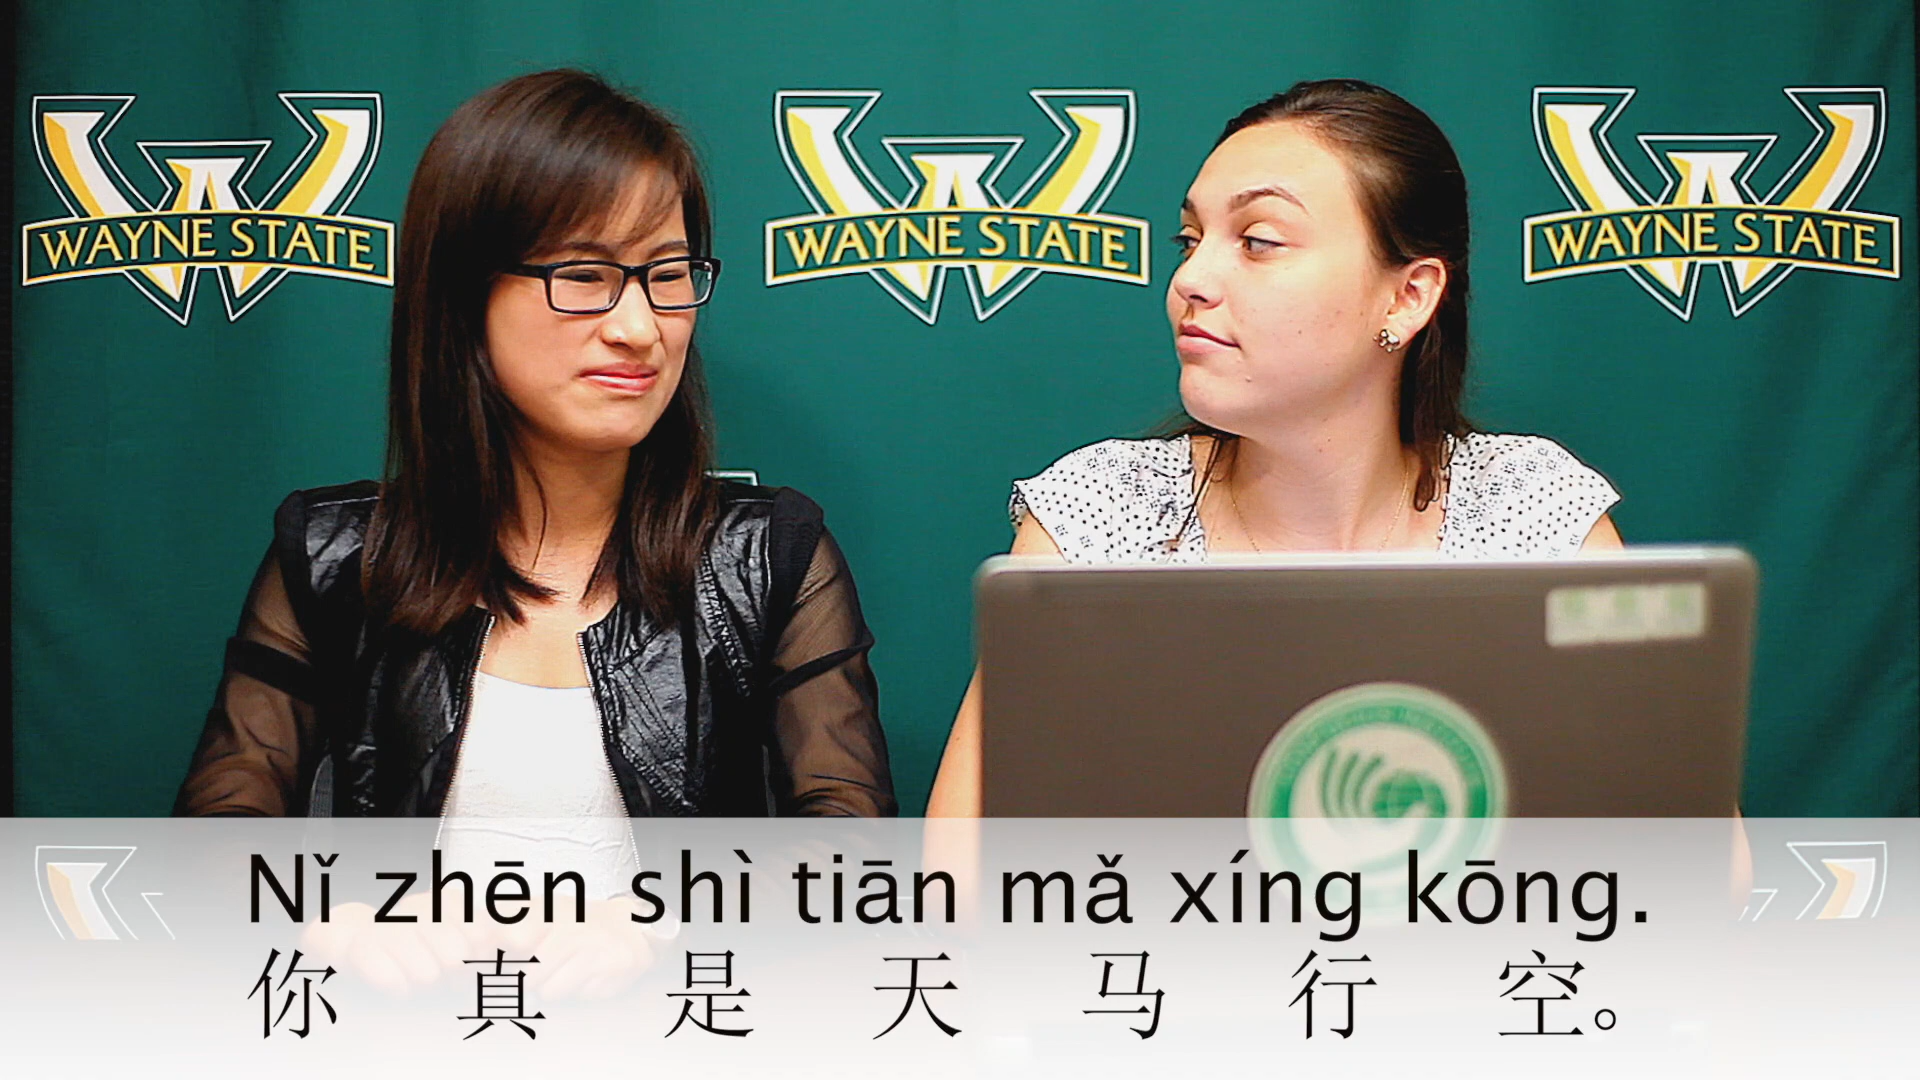 WAYNE STATE
WAYNE STATE
WAYNE STATE
Nǐ zhēn shì tiān mǎ xíng kōng.
你真是天马行空。